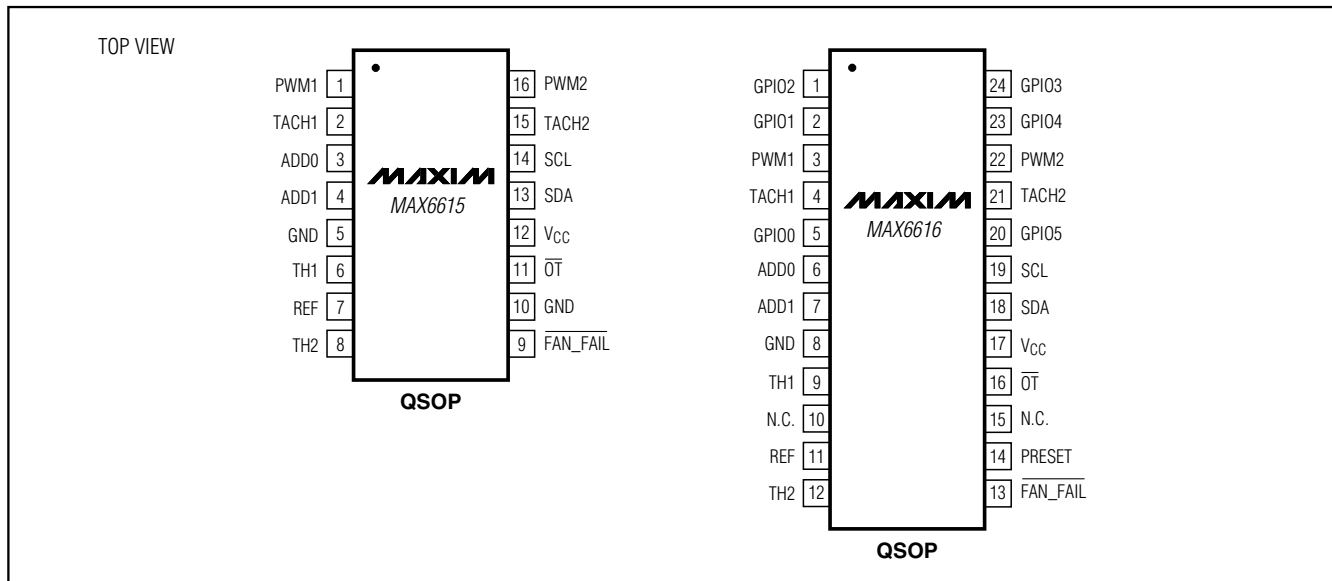 TOP VIEW
PWM1 1
TACH1 2
ADD0 3
ADD1 4
GND 5
TH1 6
REF 7
TH2 8
16 PWM2
15 TACH2
14 SCL
13 SDA
12 VCC
11 OT
10 GND
9 FAN_FAIL
MAXIM
MAX6615
QSOP
GPIO2 1
GPIO1 2
PWM1 3
TACH1 4
GPIO0 5
ADD0 6
ADD1 7
GND 8
TH1 9
N.C. 10
REF 11
TH2 12
24 GPIO3
23 GPIO4
22 PWM2
21 TACH2
20 GPIO5
19 SCL
18 SDA
17 VCC
16 OT
15 N.C.
14 PRESET
13 FAN_FAIL
MAXIM
MAX6616
QSOP